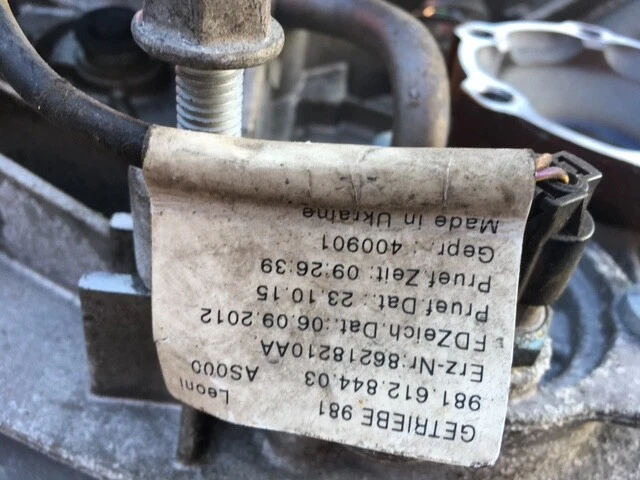 GETRIEBE 981 Leoni
981.612.844.03 AS000
Erz-Nr:86218210AA
FDZeich.Dat.:06.09.2012
Pruef.Dat.: 23.10.15
Pruef.Zeit: 09:26:39
Gepr.: 400901
Made in Ukraine